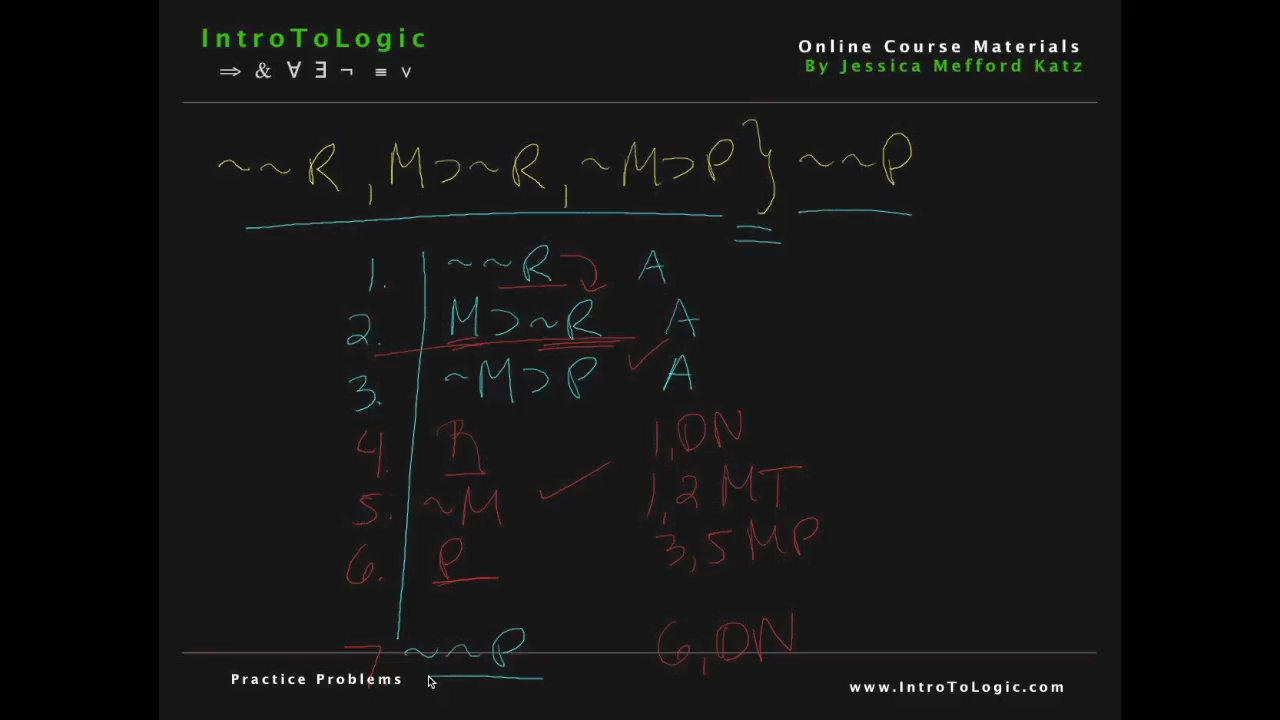 IntroToLogic
⇒ & ∀ ∃ ¬ ≡ ∨
Online Course Materials
By Jessica Mefford Katz
~~R, M⊃~R, ~M⊃P} ~~P
1. ~~R A
2. M⊃~R A
3. ~M⊃P A
4. R 1, DN
5. ~M 1,2 MT
6. P 3,5 MP
7 ~~P 6, DN
Practice Problems
www.IntroToLogic.com